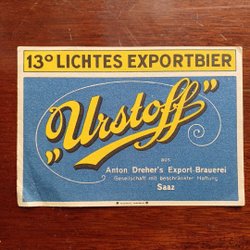 13° LICHTES EXPORTBIER
„Urstoff”
aus
Anton Dreher's Export-Brauerei
Gesellschaft mit beschränkter Haftung
Saaz